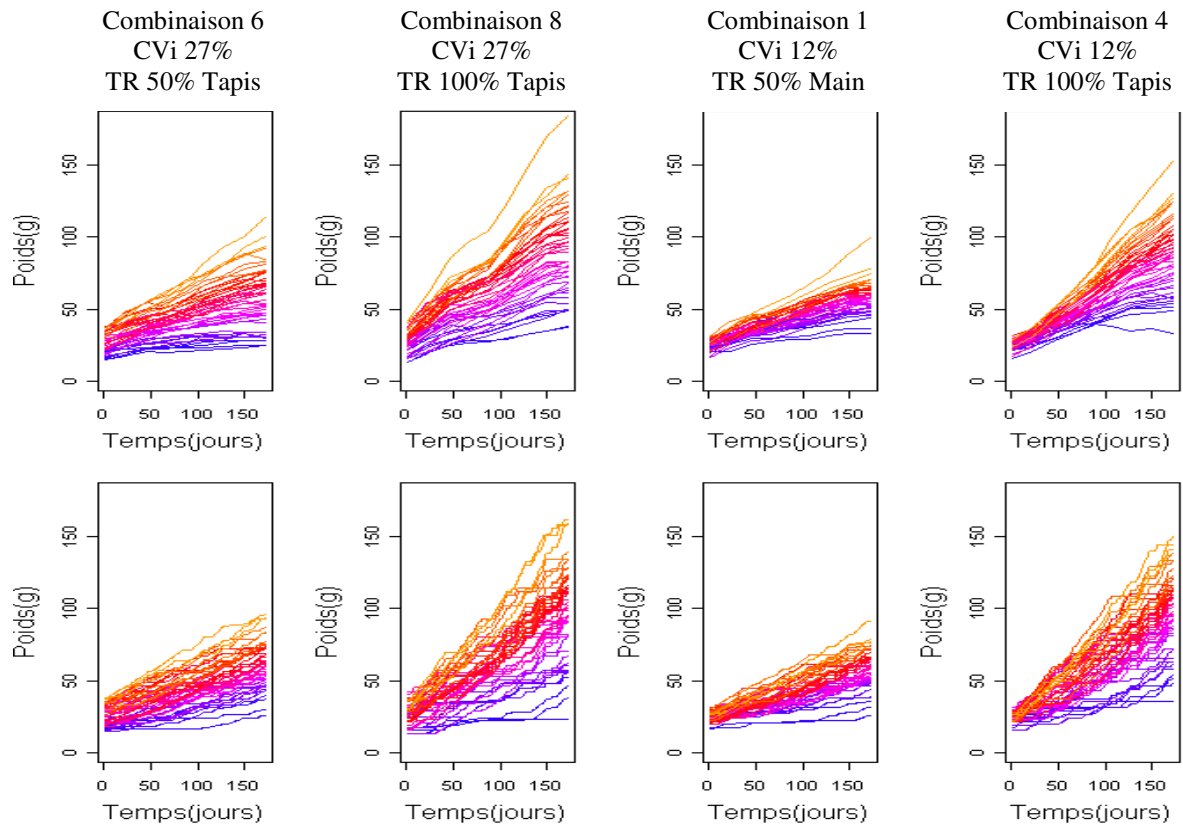 Combinaison 6
CVi 27%
TR 50% Tapis
Combinaison 8
CVi 27%
TR 100% Tapis
Combinaison 1
CVi 12%
TR 50% Main
Combinaison 4
CVi 12%
TR 100% Tapis
Poids(g)
150
100
50
0
0 50 100 150
Temps(jours)
Poids(g)
150
100
50
0
0 50 100 150
Temps(jours)
Poids(g)
150
100
50
0
0 50 100 150
Temps(jours)
Poids(g)
150
100
50
0
0 50 100 150
Temps(jours)
Poids(g)
150
100
50
0
0 50 100 150
Temps(jours)
Poids(g)
150
100
50
0
0 50 100 150
Temps(jours)
Poids(g)
150
100
50
0
0 50 100 150
Temps(jours)
Poids(g)
150
100
50
0
0 50 100 150
Temps(jours)